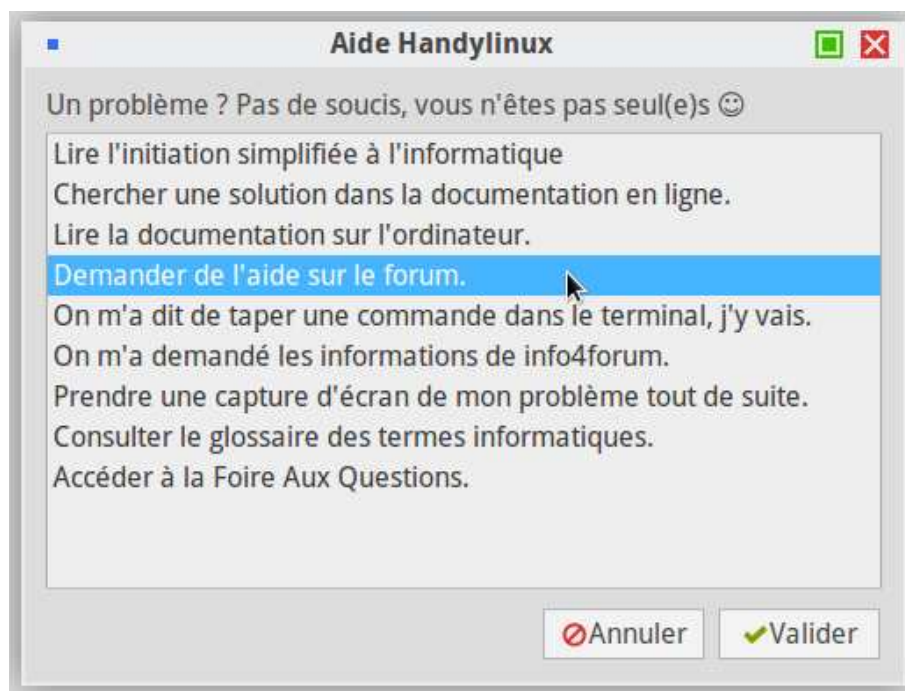 Aide Handylinux
Un problème ? Pas de soucis, vous n'êtes pas seul(e)s ☺
Lire l'initiation simplifiée à l'informatique
Chercher une solution dans la documentation en ligne.
Lire la documentation sur l'ordinateur.
Demander de l'aide sur le forum.
On m'a dit de taper une commande dans le terminal, j'y vais.
On m'a demandé les informations de info4forum.
Prendre une capture d'écran de mon problème tout de suite.
Consulter le glossaire des termes informatiques.
Accéder à la Foire Aux Questions.
Annuler Valider